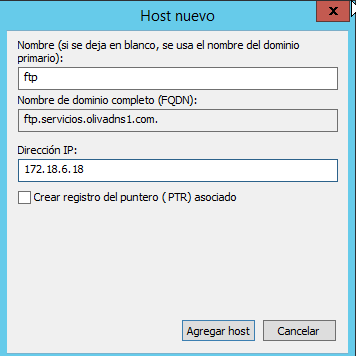 Host nuevo
x
Nombre (si se deja en blanco, se usa el nombre del dominio
primario):
ftp
Nombre de dominio completo (FQDN):
ftp.servicios.olivadns1.com.
Dirección IP:
172.18.6.18
Crear registro del puntero (PTR) asociado
Agregar host
Cancelar